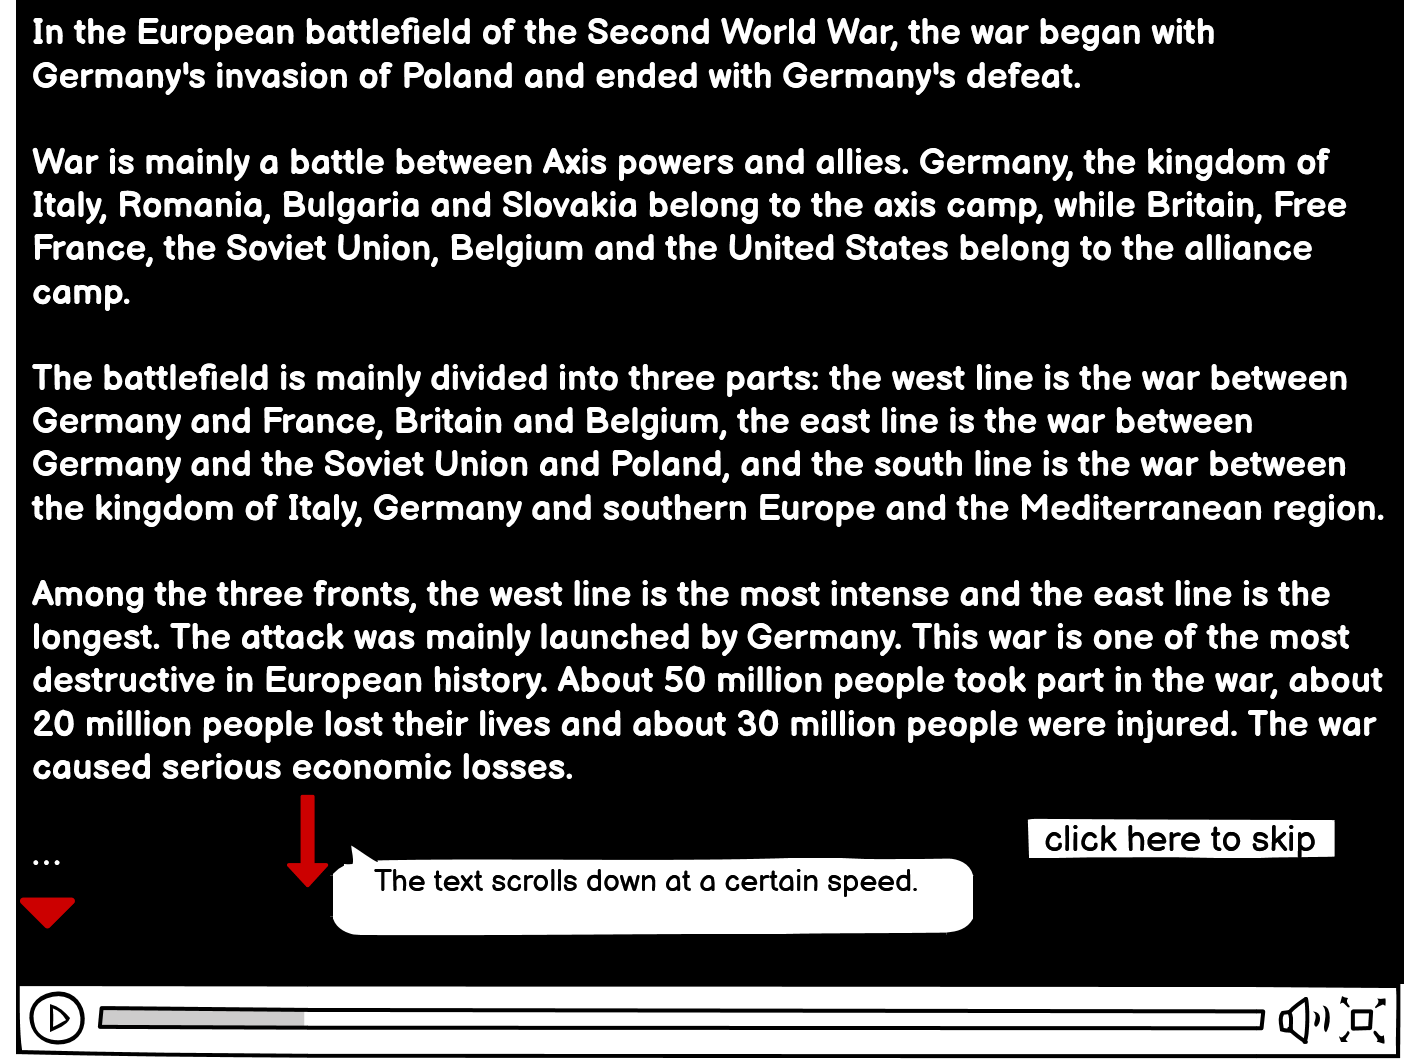 In the European battlefield of the Second World War, the war began with
Germany's invasion of Poland and ended with Germany's defeat.
War is mainly a battle between Axis powers and allies. Germany, the kingdom of
Italy, Romania, Bulgaria and Slovakia belong to the axis camp, while Britain, Free
France, the Soviet Union, Belgium and the United States belong to the alliance
camp.
The battlefield is mainly divided into three parts: the west line is the war between
Germany and France, Britain and Belgium, the east line is the war between
Germany and the Soviet Union and Poland, and the south line is the war between
the kingdom of Italy, Germany and southern Europe and the Mediterranean region.
Among the three fronts, the west line is the most intense and the east line is the
longest. The attack was mainly launched by Germany. This war is one of the most
destructive in European history. About 50 million people took part in the war, about
20 million people lost their lives and about 30 million people were injured. The war
caused serious economic losses.
...
click here to skip
The text scrolls down at a certain speed.